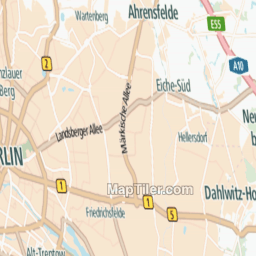 Ahrensfelde
Wartenberg
E55
2
A10
nzlauer
Berg
Eiche-Süd
Märkische Allee
Landsberger Allee
Hellersdorf
Ne
RLIN
1
MapTiler.com
Dahlwitz-Ho
1
5
Friedrichsfelde
Alt-Treptow